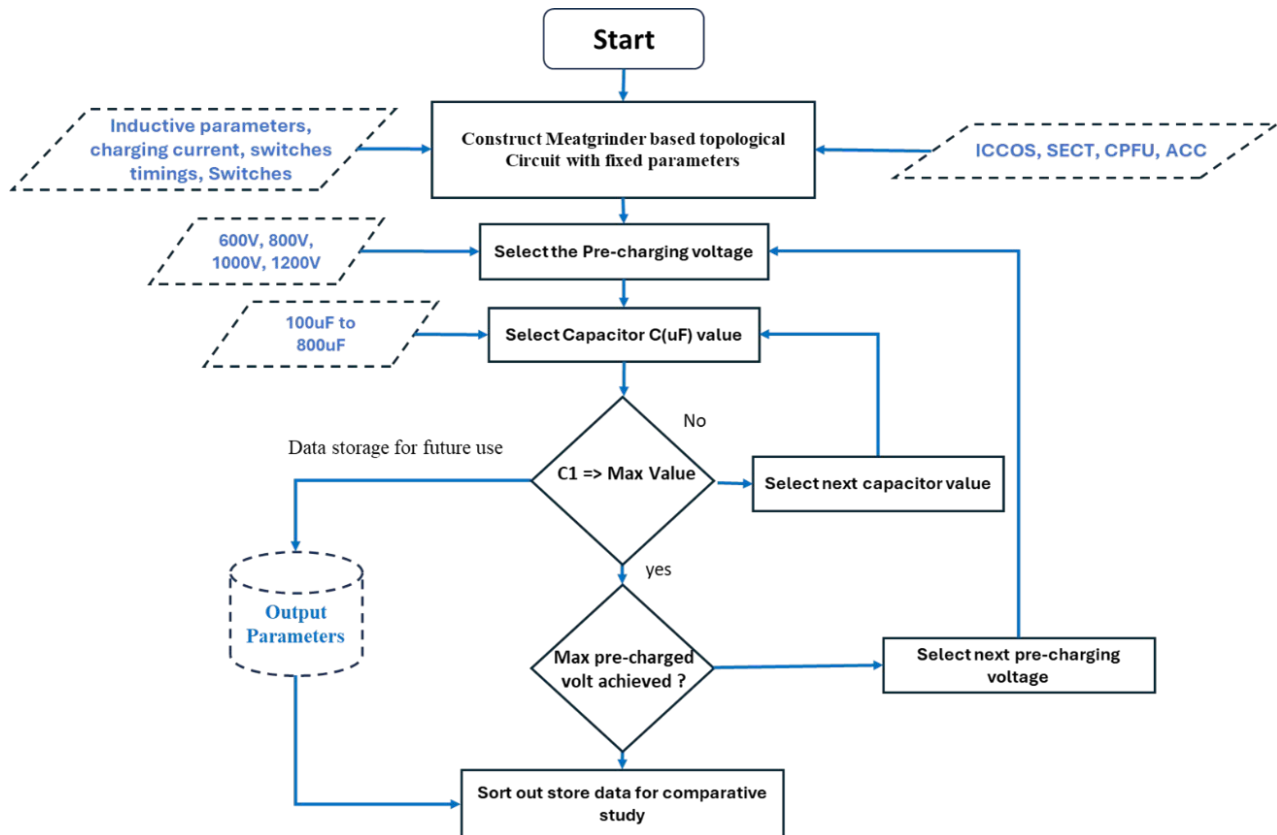 Start
Inductive parameters,
charging current, switches
timings, Switches
Construct Meatgrinder based topological
Circuit with fixed parameters
ICCOS, SECT, CPFU, ACC
600V, 800V,
1000V, 1200V
Select the Pre-charging voltage
100uF to
800uF
Select Capacitor C(uF) value
No
Data storage for future use
C1 => Max Value
Select next capacitor value
yes
Output
Parameters
Max pre-charged
volt achieved ?
Select next pre-charging
voltage
Sort out store data for comparative
study